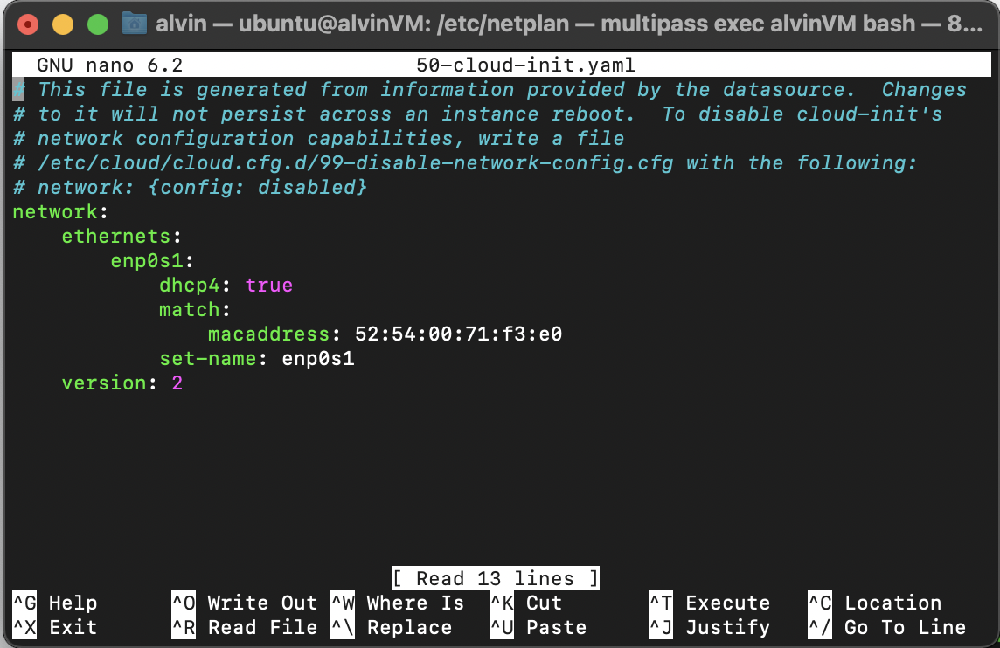 alvin — ubuntu@alvinVM: /etc/netplan — multipass exec alvinVM bash — 8...
GNU nano 6.2 50-cloud-init.yaml
# This file is generated from information provided by the datasource.  Changes
# to it will not persist across an instance reboot.  To disable cloud-init's
# network configuration capabilities, write a file
# /etc/cloud/cloud.cfg.d/99-disable-network-config.cfg with the following:
# network: {config: disabled}
network:
    ethernets:
        enp0s1:
            dhcp4: true
            match:
                macaddress: 52:54:00:71:f3:e0
            set-name: enp0s1
    version: 2
[ Read 13 lines ]
^G Help ^O Write Out ^W Where Is ^K Cut ^T Execute ^C Location
^X Exit ^R Read File ^\ Replace ^U Paste ^J Justify ^/ Go To Line